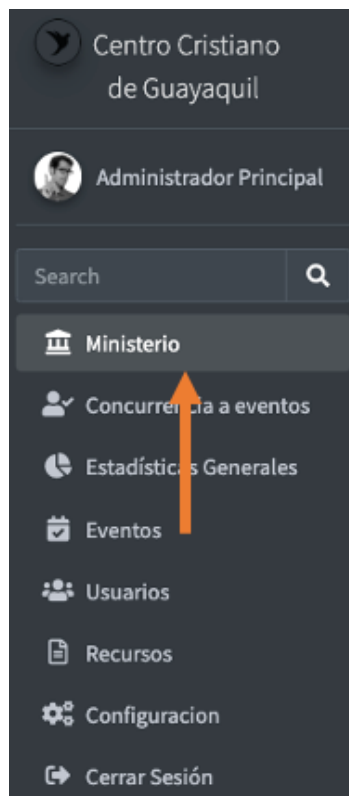 Centro Cristiano
de Guayaquil
Administrador Principal
Search
Ministerio
Concurrencia a eventos
Estadísticas Generales
Eventos
Usuarios
Recursos
Configuracion
Cerrar Sesión